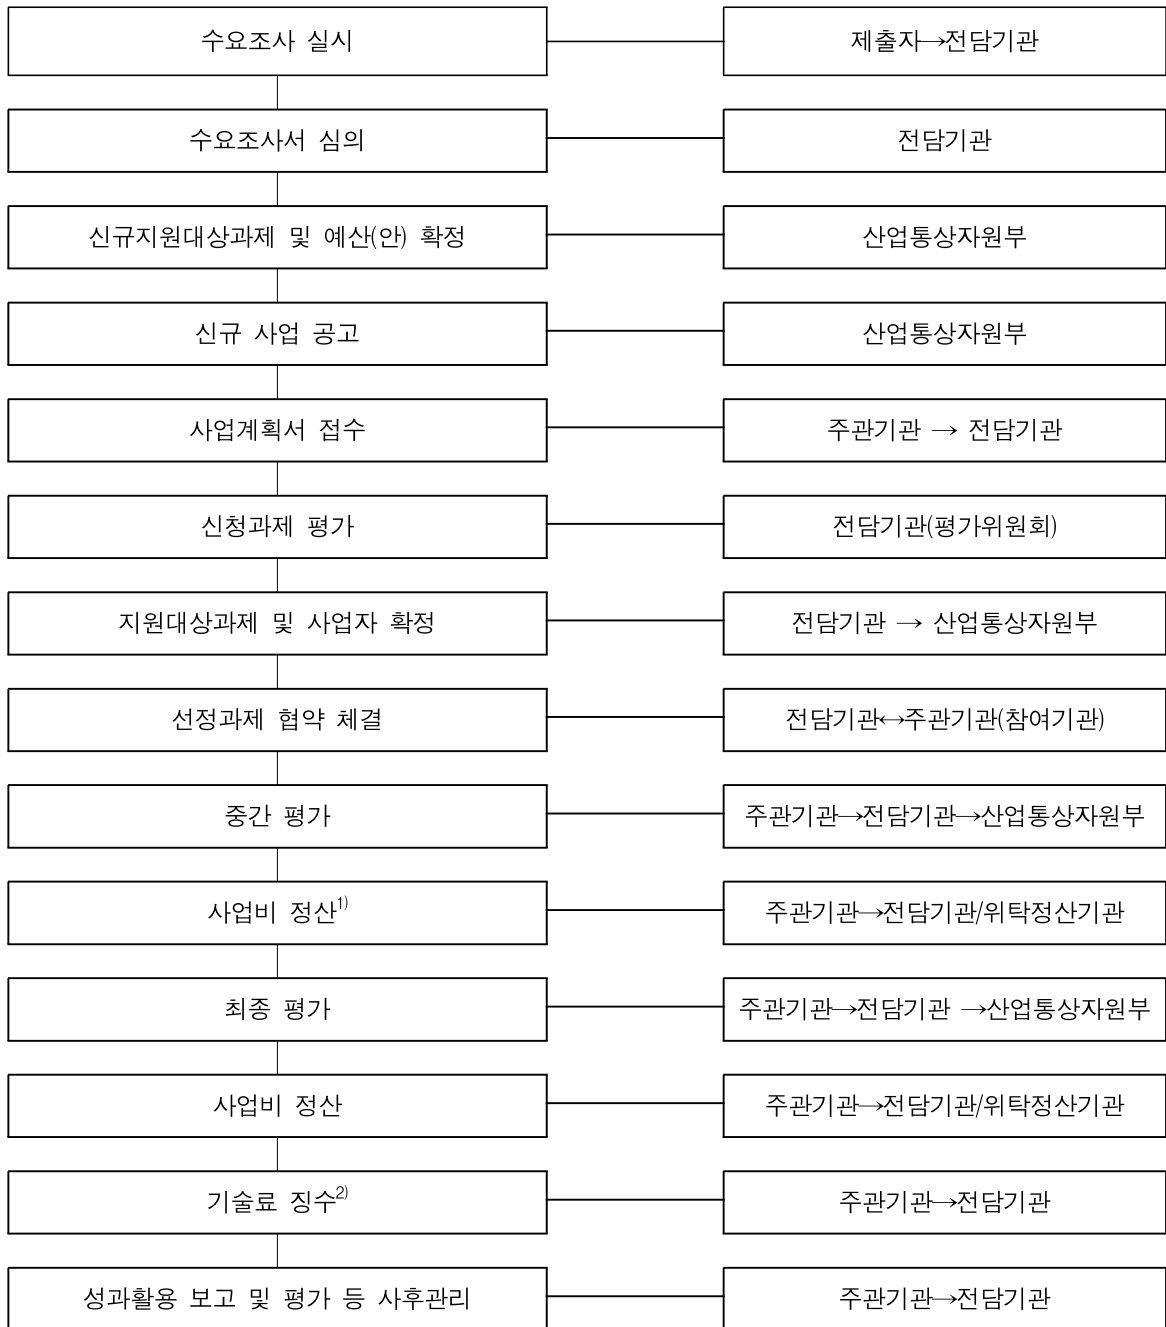 수요조사 실시
제출자→전담기관
수요조사서 심의
전담기관
신규지원대상과제 및 예산(안) 확정
산업통상자원부
신규 사업 공고
산업통상자원부
사업계획서 접수
주관기관 → 전담기관
신청과제 평가
전담기관(평가위원회)
지원대상과제 및 사업자 확정
전담기관 → 산업통상자원부
선정과제 협약 체결
전담기관↔주관기관(참여기관)
중간 평가
주관기관→전담기관→산업통상자원부
사업비 정산1)
주관기관→전담기관/위탁정산기관
최종 평가
주관기관→전담기관 →산업통상자원부
사업비 정산
주관기관→전담기관/위탁정산기관
기술료 징수2)
주관기관→전담기관
성과활용 보고 및 평가 등 사후관리
주관기관→전담기관